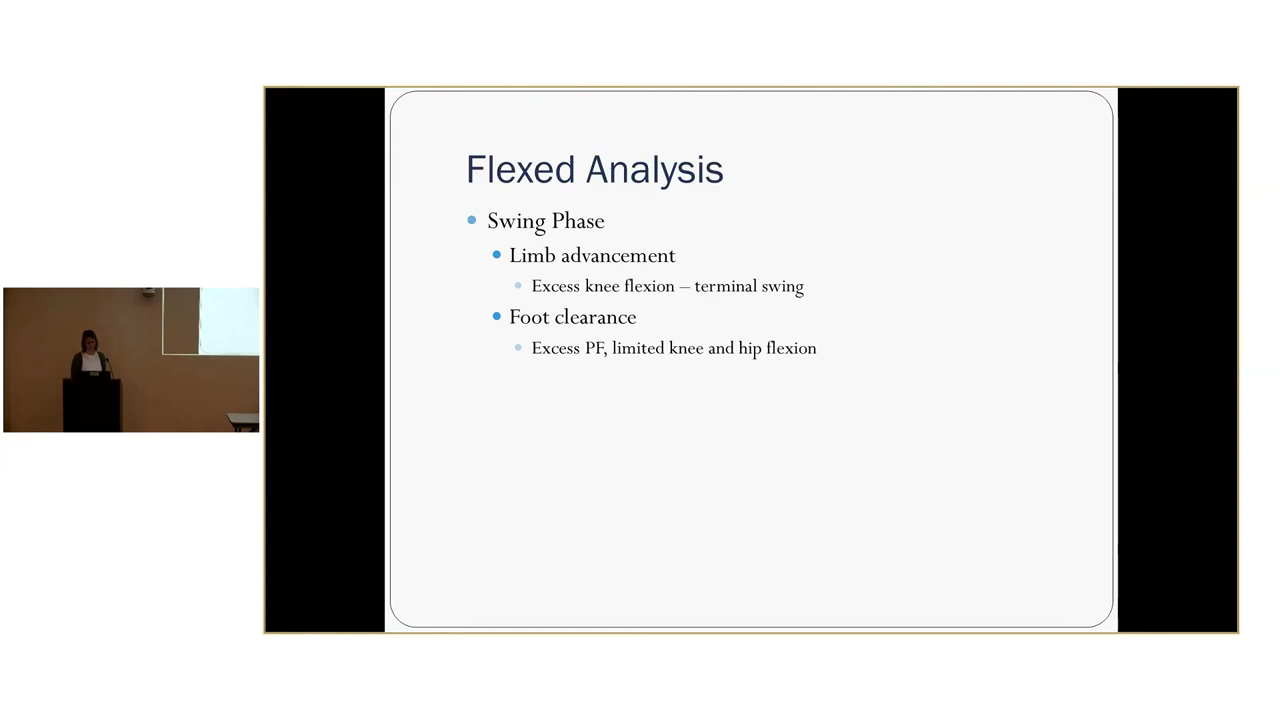 Flexed Analysis
Swing Phase
Limb advancement
Excess knee flexion – terminal swing
Foot clearance
Excess PF, limited knee and hip flexion